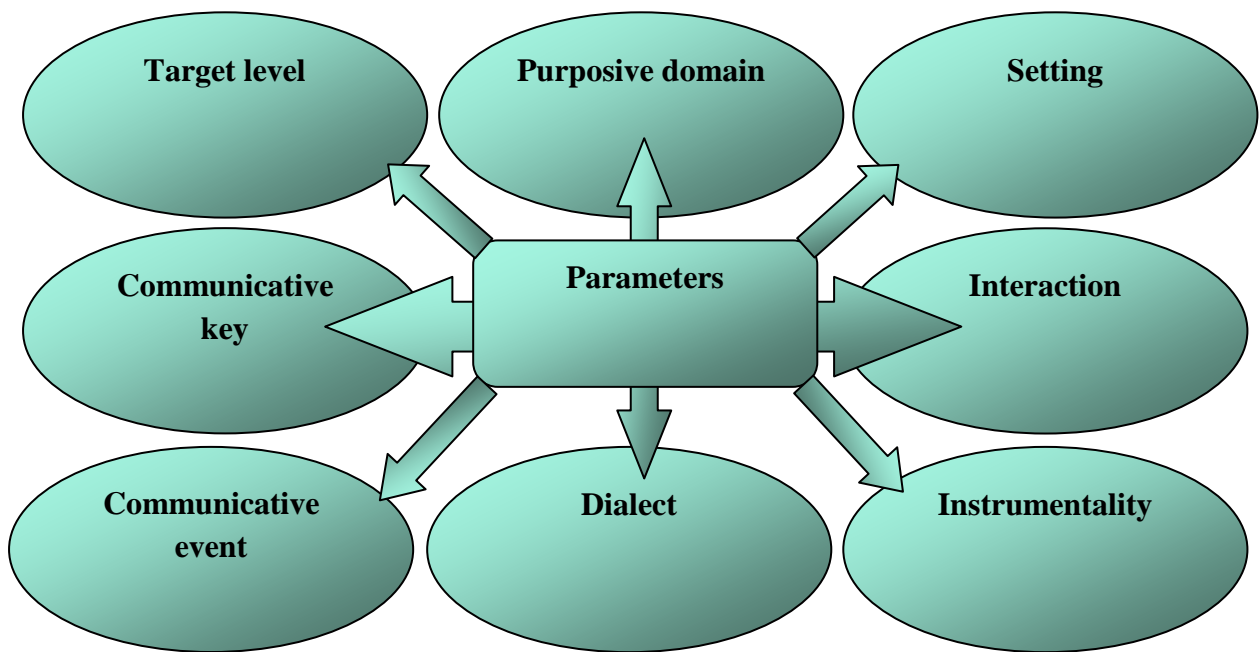 Target level
Purposive domain
Setting
Communicative
key
Parameters
Interaction
Communicative
event
Dialect
Instrumentality